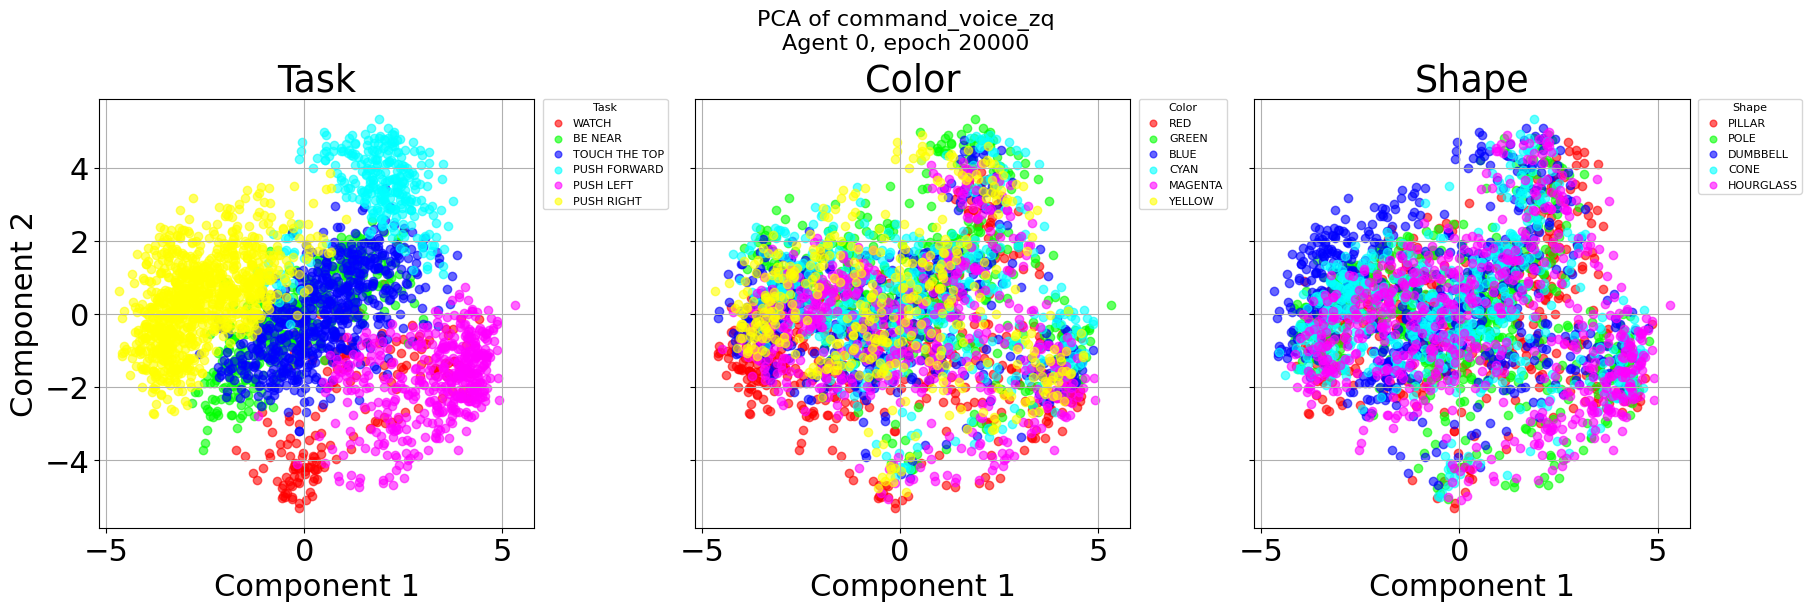 PCA of command_voice_zq
Agent 0, epoch 20000
Task
Color
Shape
Task
WATCH
BE NEAR
TOUCH THE TOP
PUSH FORWARD
PUSH LEFT
PUSH RIGHT
Color
RED
GREEN
BLUE
CYAN
MAGENTA
YELLOW
Shape
PILLAR
POLE
DUMBBELL
CONE
HOURGLASS
Component 2
4
2
0
−2
−4
−5
0
5
−5
0
5
−5
0
5
Component 1
Component 1
Component 1